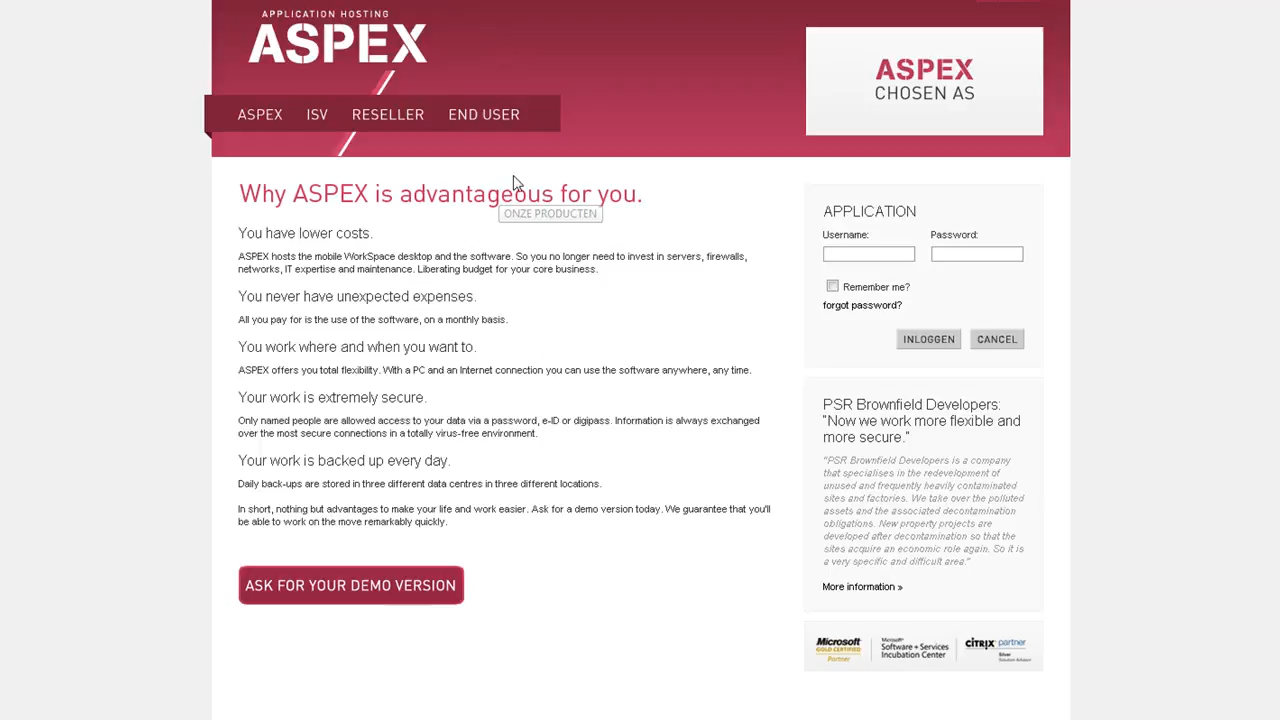 APPLICATION HOSTING
ASPEX
ASPEX ISV RESELLER END USER
ASPEX
CHOSEN AS
Why ASPEX is advantageous for you.
ONZE PRODUCTEN
You have lower costs.
ASPEX hosts the mobile WorkSpace desktop and the software. So you no longer need to invest in servers, firewalls,
networks, IT expertise and maintenance. Liberating budget for your core business.
You never have unexpected expenses.
All you pay for is the use of the software, on a monthly basis.
You work where and when you want to.
ASPEX offers you total flexibility. With a PC and an Internet connection you can use the software anywhere, any time.
Your work is extremely secure.
Only named people are allowed access to your data via a password, e-ID or digipass. Information is always exchanged
over the most secure connections in a totally virus-free environment.
Your work is backed up every day.
Daily back-ups are stored in three different data centres in three different locations.
In short, nothing but advantages to make your life and work easier. Ask for a demo version today. We guarantee that you'll
be able to work on the move remarkably quickly.
ASK FOR YOUR DEMO VERSION
APPLICATION
Username: Password:
Remember me?
forgot password?
INLOGGEN CANCEL
PSR Brownfield Developers:
"Now we work more flexible and
more secure."
"PSR Brownfield Developers is a company
that specialises in the redevelopment of
unused and frequently heavily contaminated
sites and factories. We take over the polluted
assets and the associated decontamination
obligations. New property projects are
developed after decontamination so that the
sites acquire an economic role again. So it is
a very specific and difficult area."
More information »
Microsoft
GOLD CERTIFIED
Partner
Microsoft
Software + Services
Incubation Center
CITRIX partner
Silver
Solution Advisor